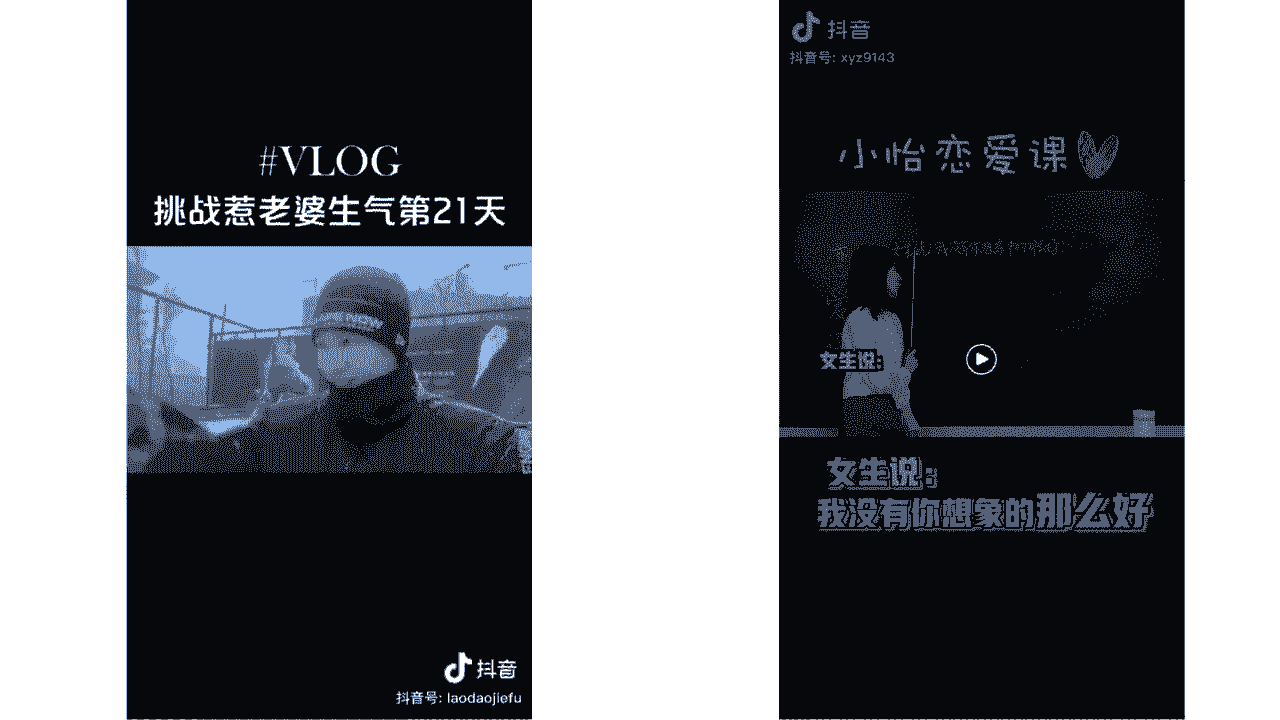 #VLOG
挑战惹老婆生气第21天
抖音
抖音号: laodaojiefu
抖音
抖音号: xyz9143
小怡恋爱课
女生说:
女生说:
我没有你想象的那么好